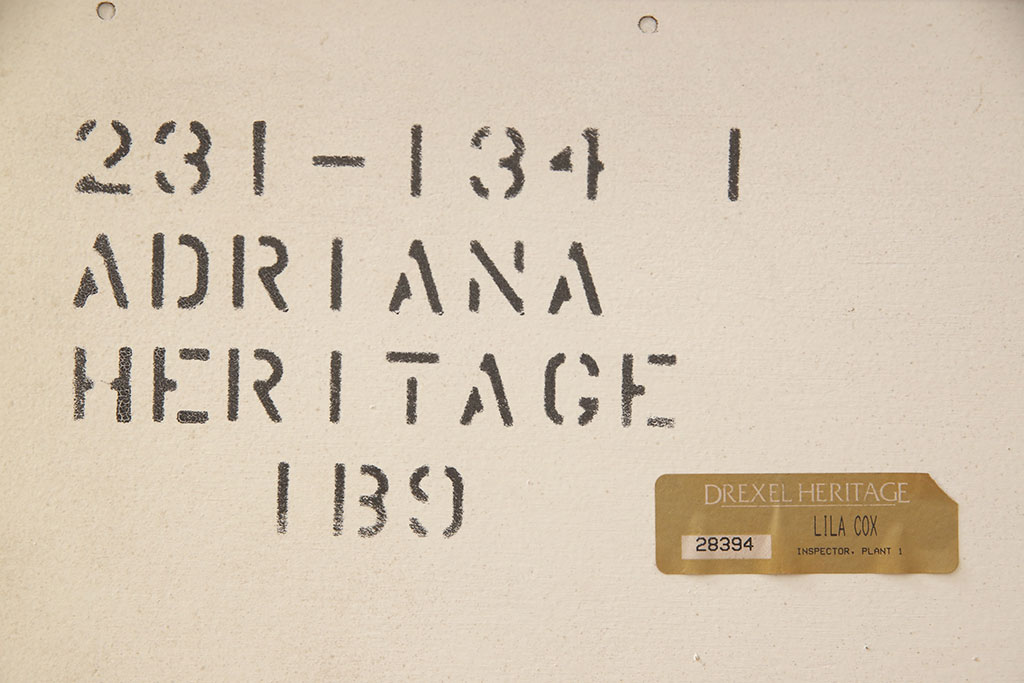 231-134 1
ADRIANA
HERITAGE
1B9
DREXEL HERITAGE
LILA COX
28394
INSPECTOR. PLANT 1